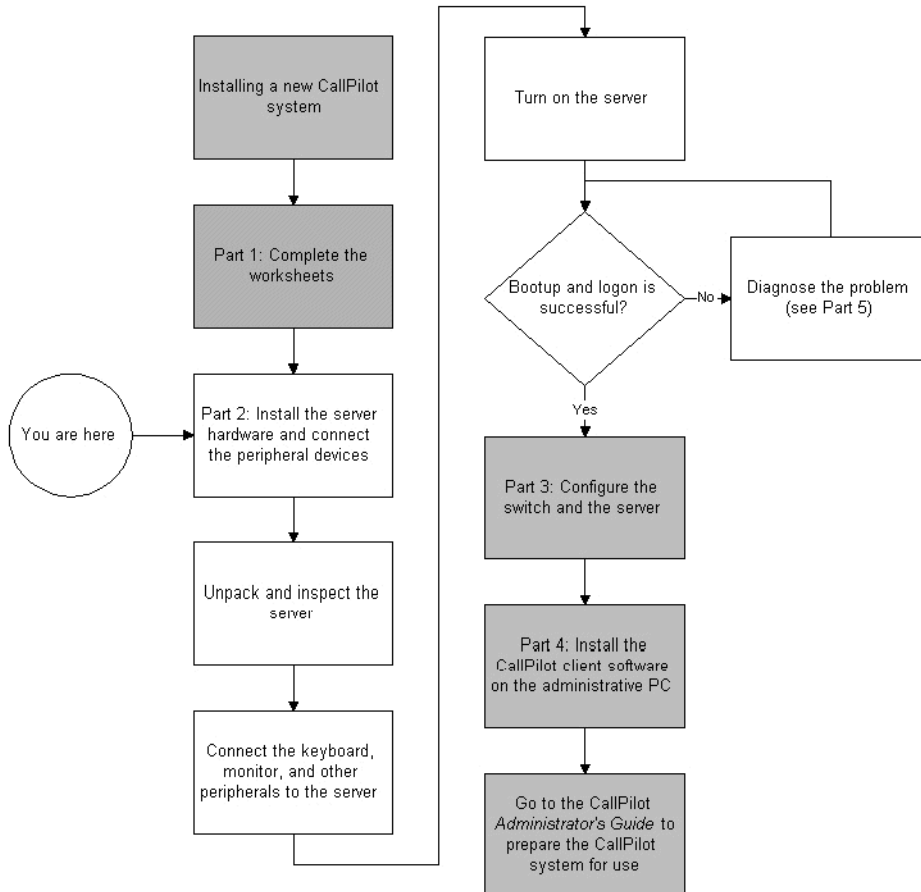 Installing a new CallPilot
system
Part 1: Complete the
worksheets
You are here
Part 2: Install the server
hardware and connect
the peripheral devices
Unpack and inspect the
server
Connect the keyboard,
monitor, and other
peripherals to the server
Turn on the server
Bootup and logon is
successful?
No
Diagnose the problem
(see Part 5)
Yes
Part 3: Configure the
switch and the server
Part 4: Install the
CallPilot client software
on the administrative PC
Go to the CallPilot
Administrator's Guide to
prepare the CallPilot
system for use